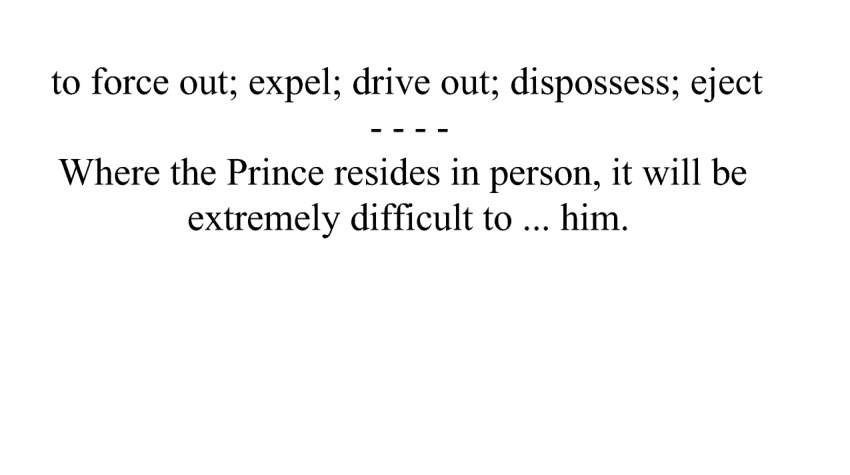 to force out; expel; drive out; dispossess; eject
- - - -
Where the Prince resides in person, it will be
extremely difficult to ... him.